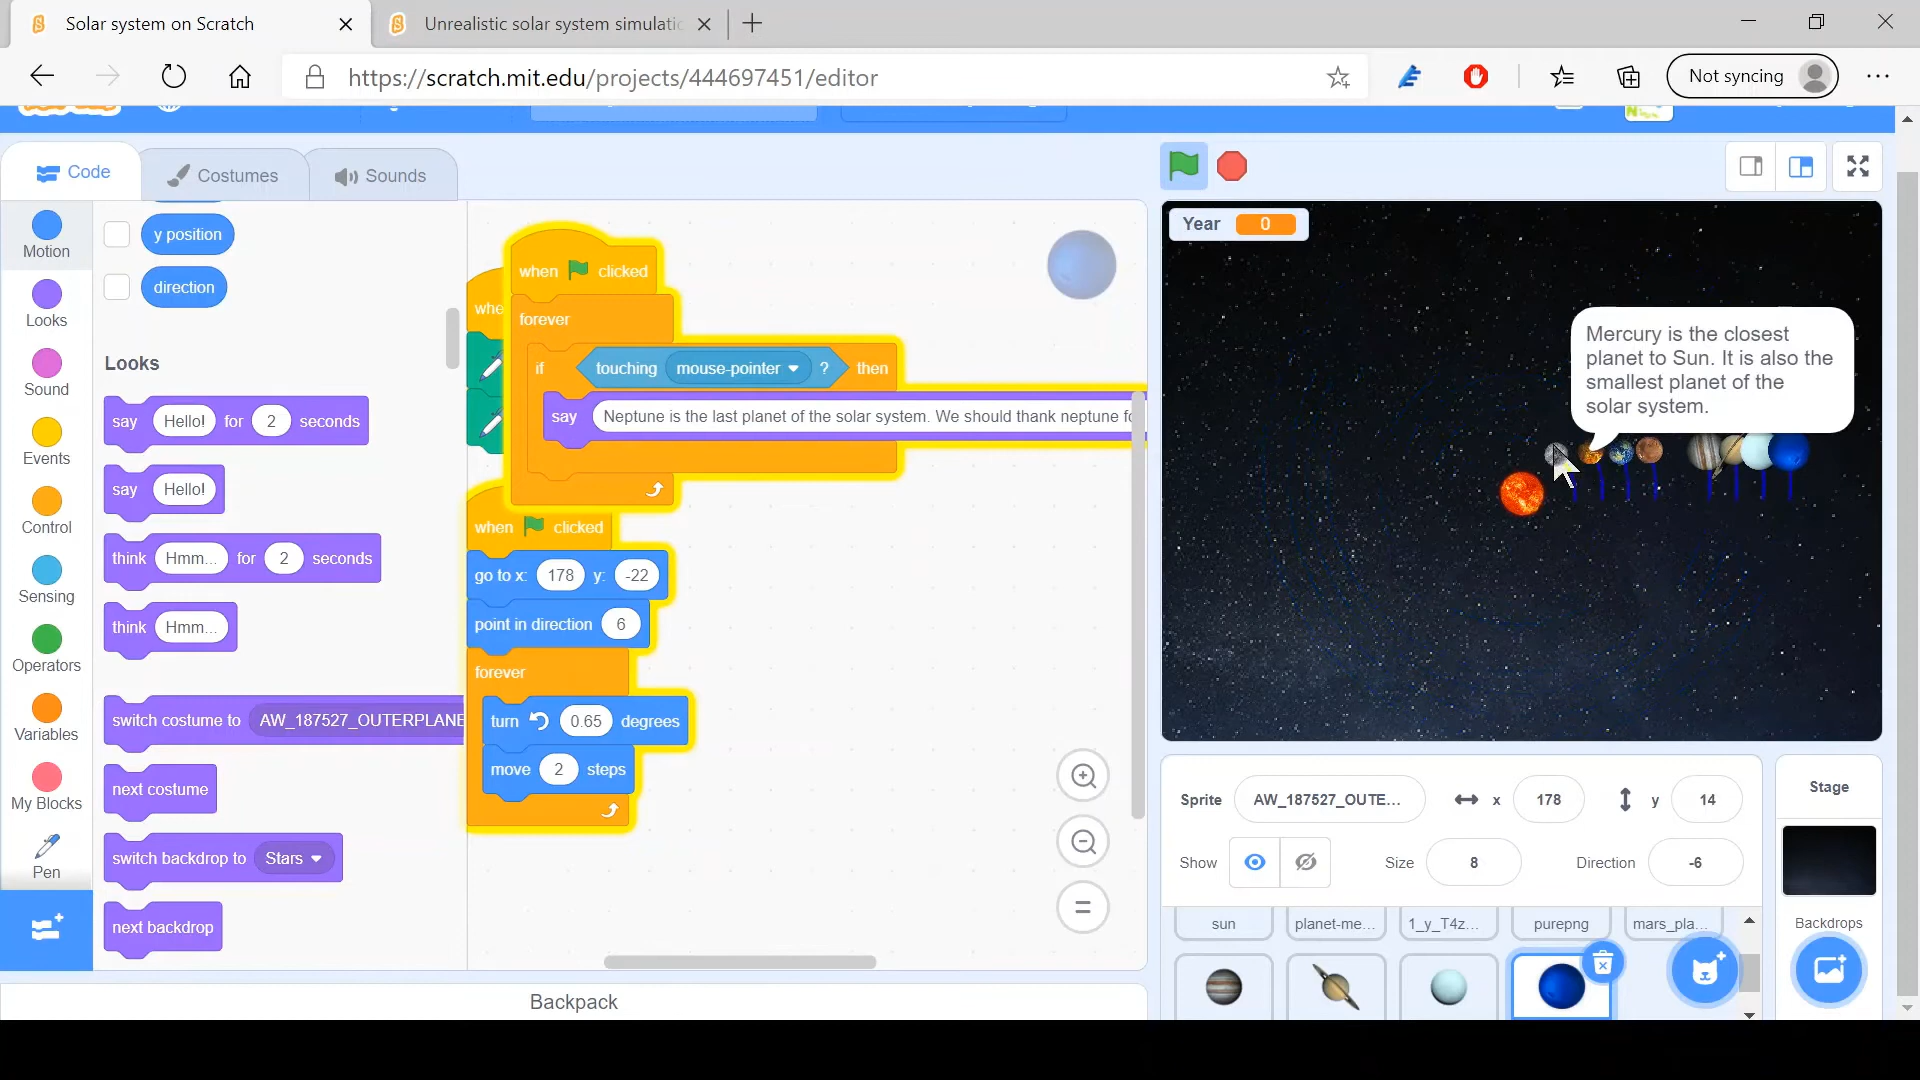 Solar system on Scratch
Unrealistic solar system simulatic
https://scratch.mit.edu/projects/444697451/editor
Not syncing
Code
Costumes
Sounds
Motion
Looks
Sound
Events
Control
Sensing
Operators
Variables
My Blocks
Pen
y position
direction
Looks
say Hello! for 2 seconds
say Hello!
think Hmm... for 2 seconds
think Hmm...
switch costume to AW_187527_OUTERPLANE
next costume
switch backdrop to Stars
next backdrop
whe
when clicked
forever
if touching mouse-pointer ? then
say Neptune is the last planet of the solar system. We should thank neptune fo
when clicked
go to x: 178 y: -22
point in direction 6
forever
turn 0.65 degrees
move 2 steps
Backpack
Year 0
Mercury is the closest
planet to Sun. It is also the
smallest planet of the
solar system.
Sprite AW_187527_OUTE... x 178 y 14
Show Size 8 Direction -6
sun
planet-me...
1_y_T4z...
purepng
mars_pla...
Stage
Backdrops